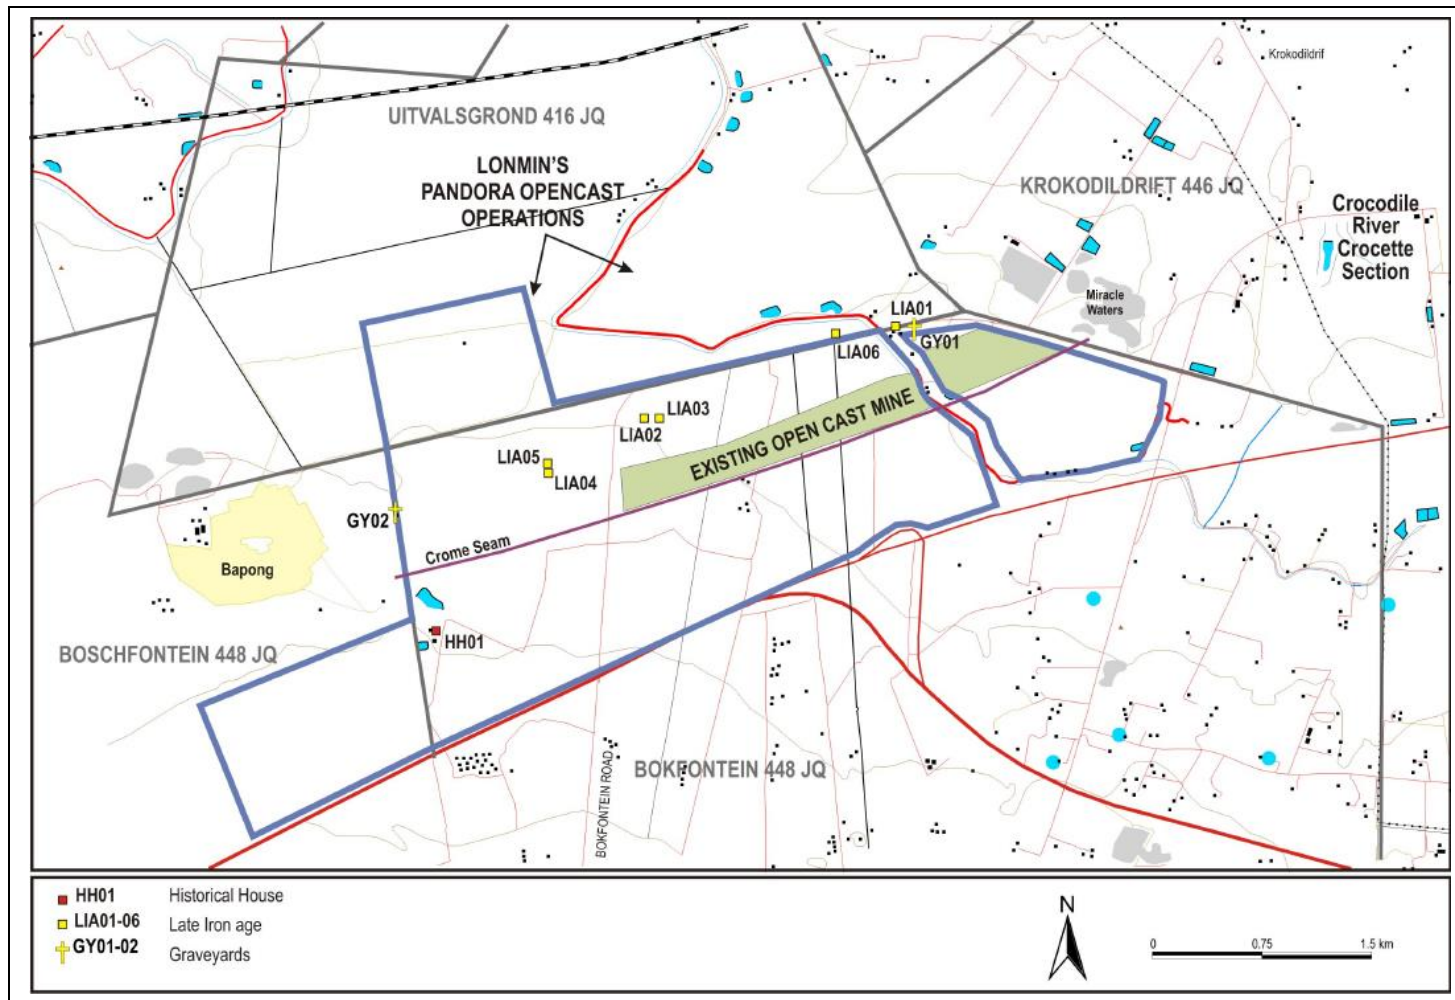 Krokodildrif
UITVALSGROND 416 JQ
LONMIN'S
PANDORA OPENCAST
OPERATIONS
KROKODILDRIFT 446 JQ
Crocodile
River
Crocette
Section
Miracle
Waters
LIA01
GY01
LIA06
LIA03
LIA02
EXISTING OPEN CAST MINE
LIA05
LIA04
GY02
Crome Seam
Bapong
HH01
BOSCHFONTEIN 448 JQ
BOKFONTEIN ROAD
BOKFONTEIN 448 JQ
HH01 Historical House
LIA01-06 Late Iron age
GY01-02 Graveyards
N
0 0.75 1.5 km